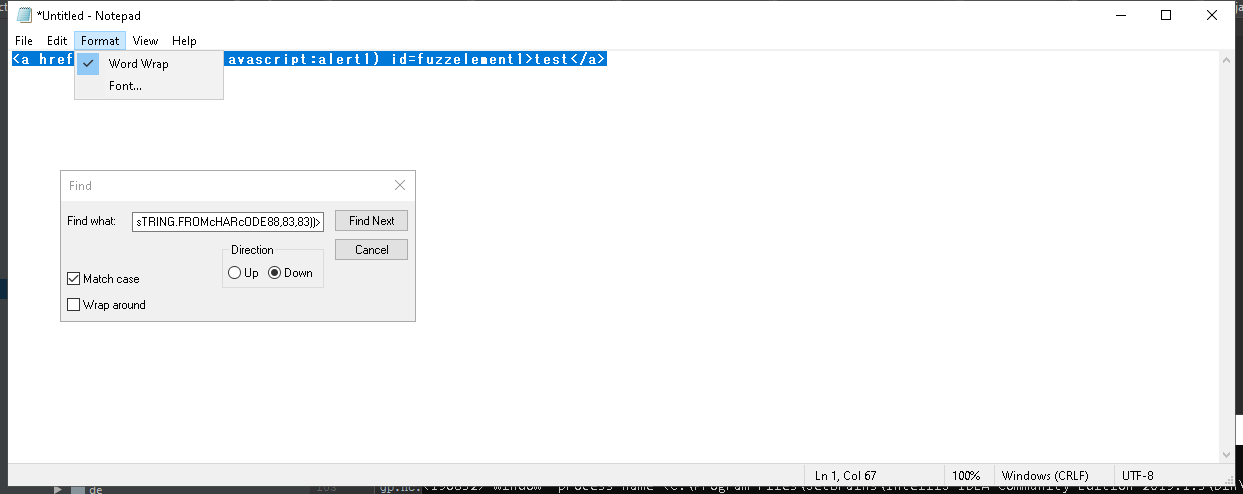 *Untitled - Notepad
File Edit Format View Help
<a href avascript:alert1) id=fuzzelement1>test</a>
Word Wrap
Font...
Find
Find what: sTRING.FROMcHARcODE88,83,83))> Find Next
Direction Cancel
Up Down
Match case
Wrap around
Ln 1, Col 67 100% Windows (CRLF) UTF-8
de